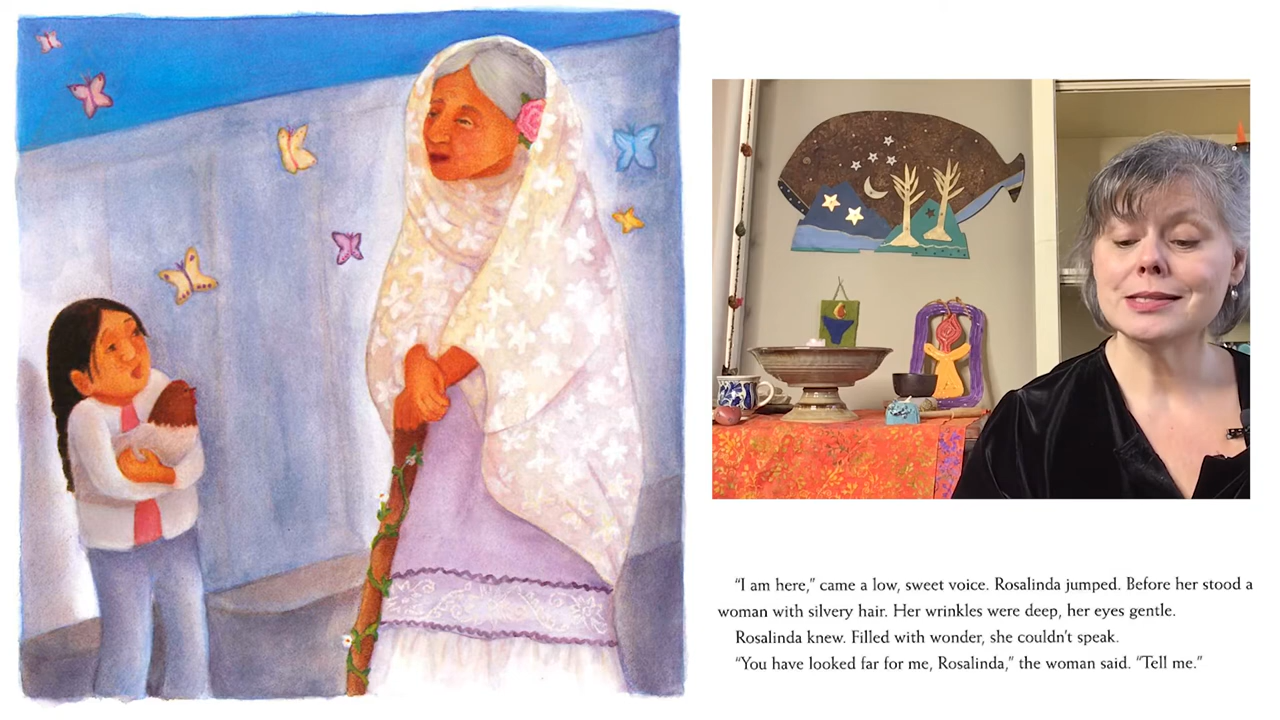 “I am here,” came a low, sweet voice. Rosalinda jumped. Before her stood a
woman with silvery hair. Her wrinkles were deep, her eyes gentle.
Rosalinda knew. Filled with wonder, she couldn’t speak.
“You have looked far for me, Rosalinda,” the woman said. “Tell me.”